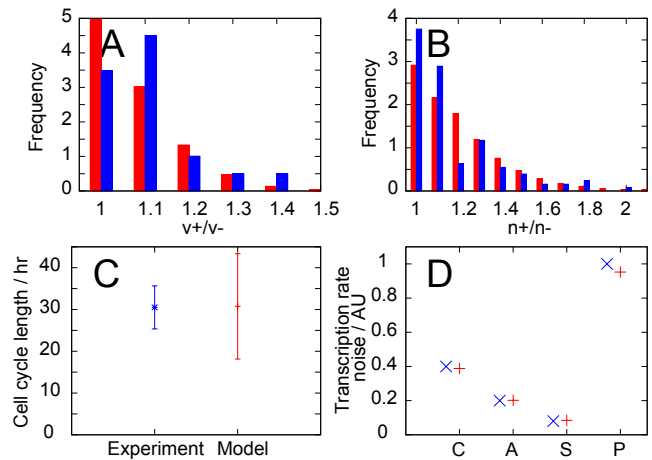 A
5
4
3
2
1
0
Frequency
1 1.1 1.2 1.3 1.4 1.5
v+/v-
B
4
3
2
1
0
Frequency
1 1.2 1.4 1.6 1.8 2
n+/n-
C
40
30
20
10
0
Cell cycle length / hr
Experiment Model
D
1
0.8
0.6
0.4
0.2
0
Transcription rate
noise / AU
C A S P